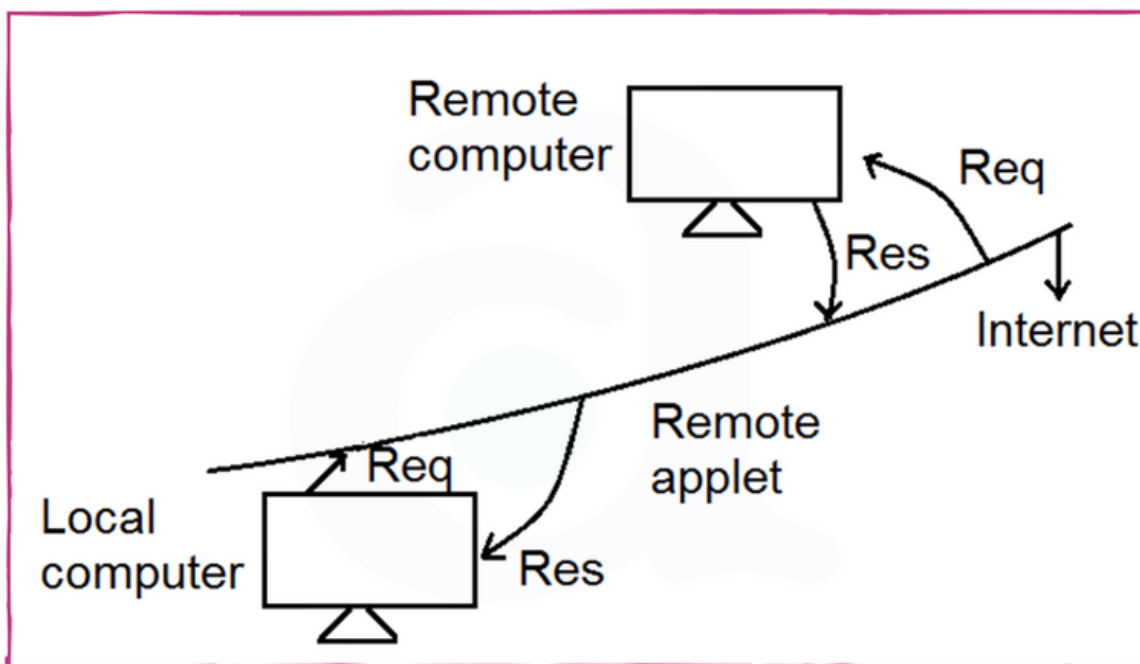 Remote
computer
Req
Res
Internet
Remote
applet
Req
Local
computer
Res